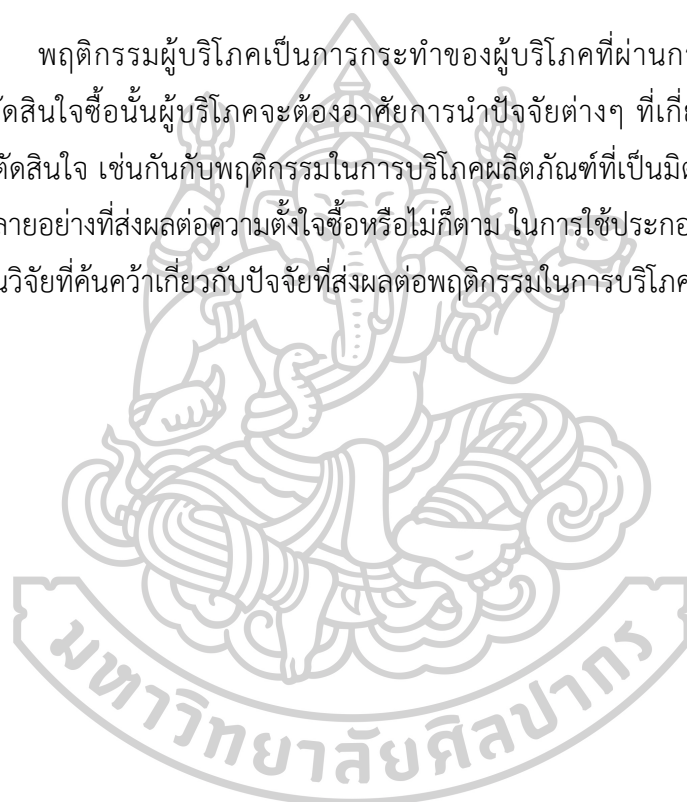 พฤติกรรมผู้บริโภคเป็นการกระทำของผู้บริโภคที่ผ่านก
ตัดสินใจซื้อนั้นผู้บริโภคจะต้องอาศัยการนำปัจจัยต่างๆ ที่เกี่
ตัดสินใจ เช่นกันกับพฤติกรรมในการบริโภคผลิตภัณฑ์ที่เป็นมิต
ลายอย่างที่ส่งผลต่อความตั้งใจซื้อหรือไม่ก็ตาม ในการใช้ประกอ
นวิจัยที่ค้นคว้าเกี่ยวกับปัจจัยที่ส่งผลต่อพฤติกรรมในการบริโภค
มหาวิทยาลัยศิลปากร